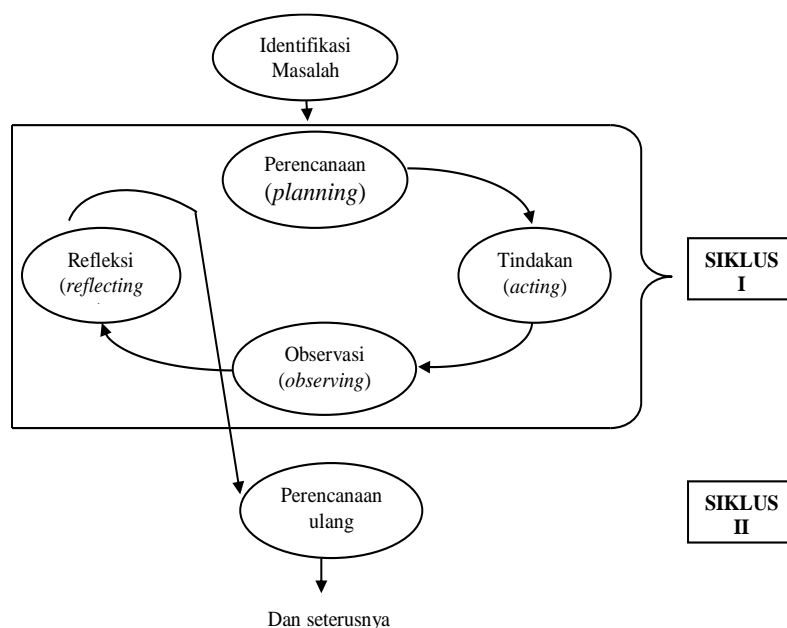 Identifikasi
Masalah
Perencanaan
(planning)
Refleksi
(reflecting
Tindakan
(acting)
SIKLUS
I
Observasi
(observing)
Perencanaan
ulang
SIKLUS
II
Dan seterusnya